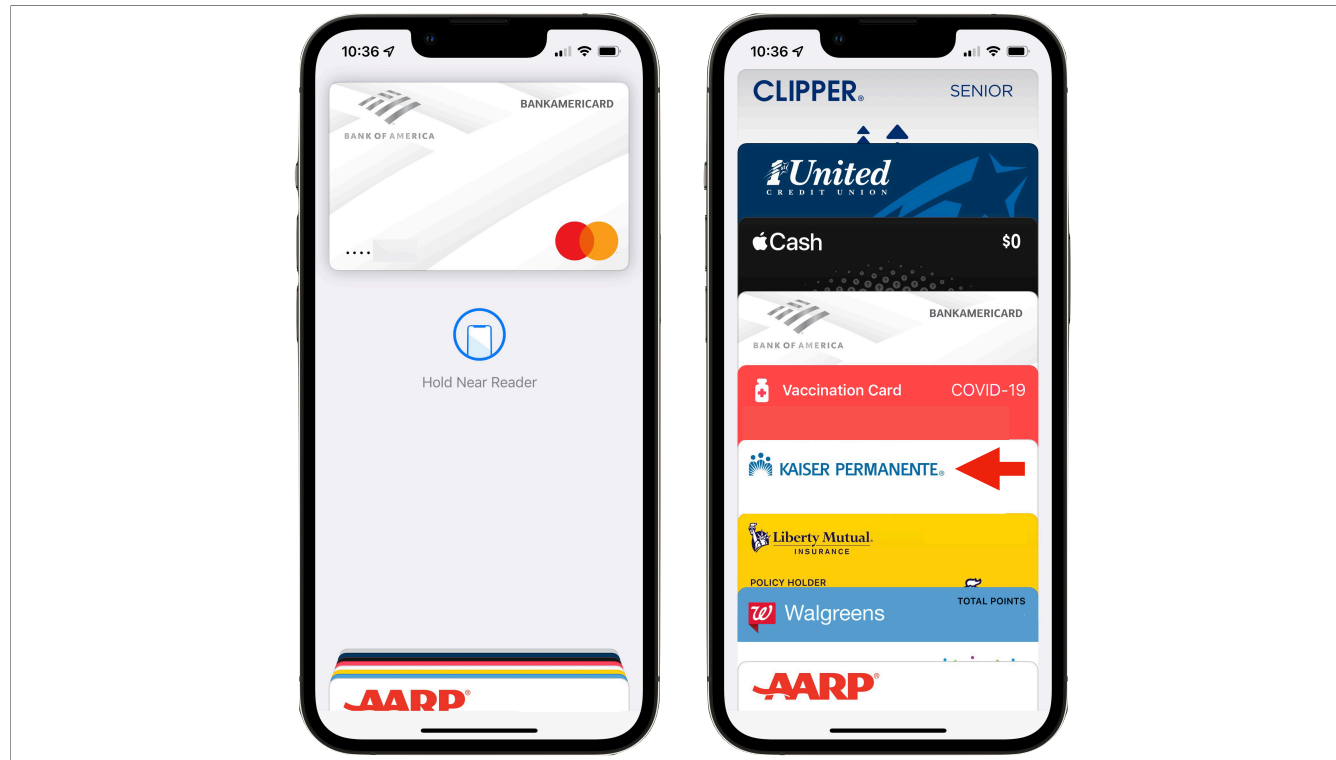 10:36
BANK OF AMERICA
BANKAMERICARD
....
Hold Near Reader
AARP®
10:36
CLIPPER®
SENIOR
1st United
CREDIT UNION
Cash
$0
BANK OF AMERICA
BANKAMERICARD
Vaccination Card
COVID-19
KAISER PERMANENTE®
Liberty Mutual.
INSURANCE
POLICY HOLDER
W Walgreens
TOTAL POINTS
AARP®